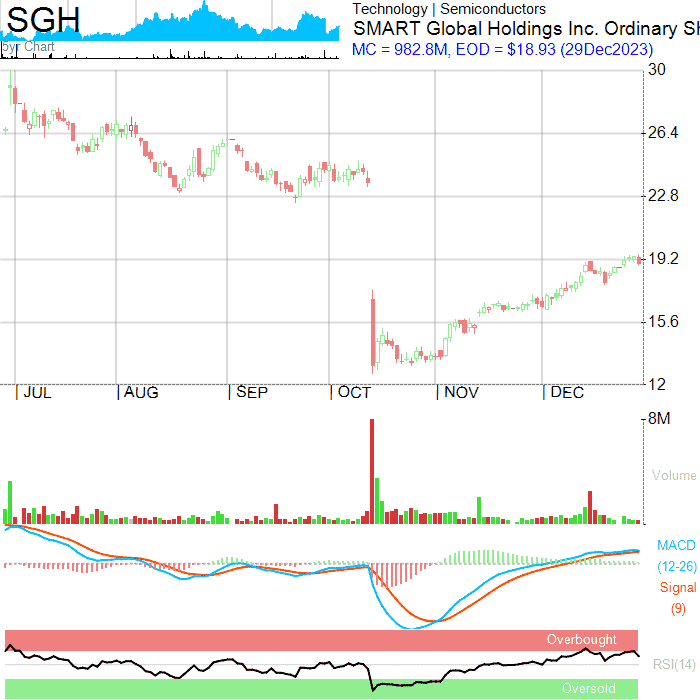 SGH
5yr Chart
Technology | Semiconductors
SMART Global Holdings Inc. Ordinary SH
MC = 982.8M, EOD = $18.93 (29Dec2023)
30
26.4
22.8
19.2
15.6
12
| JUL | AUG | SEP | OCT | NOV | DEC
8M
Volume
MACD
(12-26)
Signal
(9)
Overbought
RSI(14)
Oversold